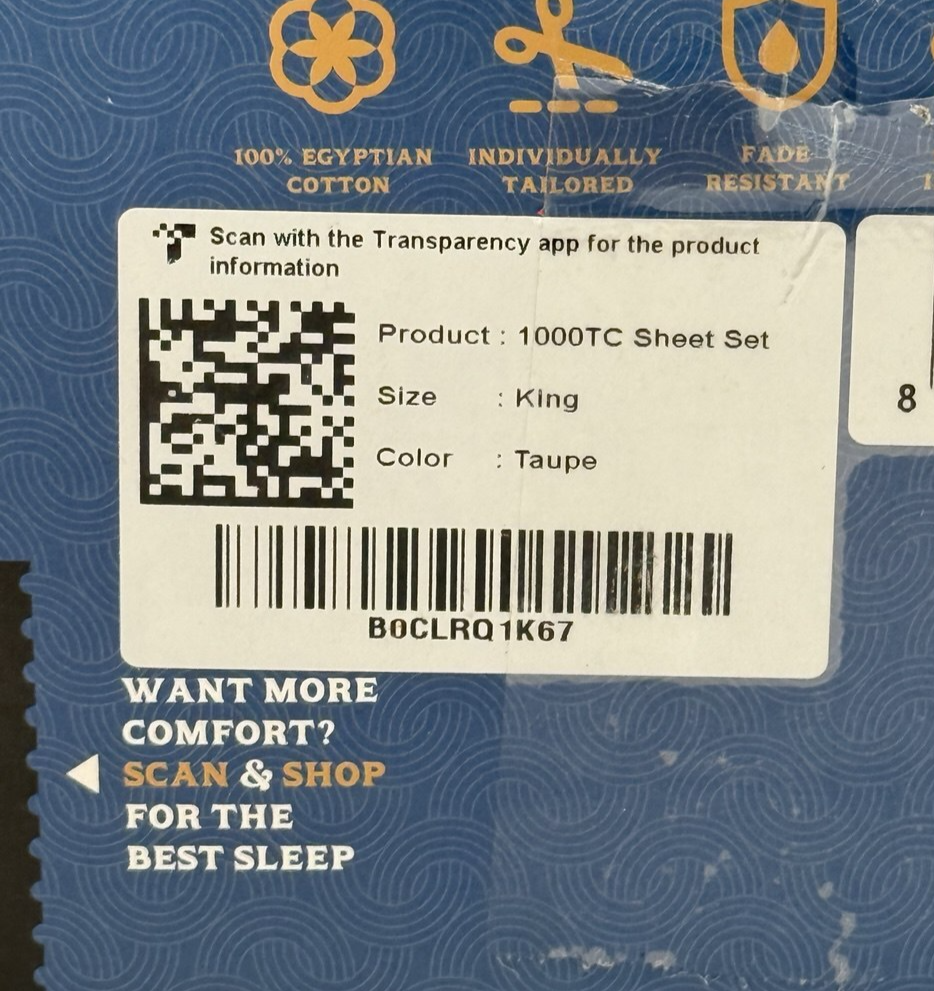 100% EGYPTIAN
COTTON
INDIVIDUALLY
TAILORED
FADE
RESISTANT
Scan with the Transparency app for the product
information
Product : 1000TC Sheet Set
Size : King
Color : Taupe
B0CLRQ1K67
8
WANT MORE
COMFORT?
SCAN & SHOP
FOR THE
BEST SLEEP